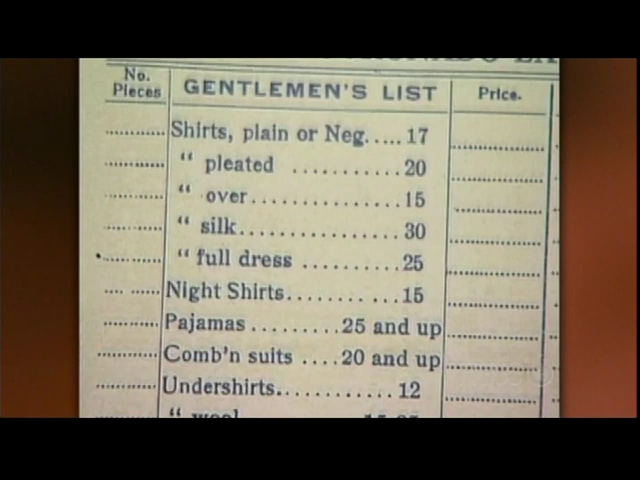 No.
Pieces
GENTLEMEN'S LIST
Price.
Shirts, plain or Neg..... 17
" pleated ........... 20
" over............... 15
" silk................ 30
" full dress .......... 25
Night Shirts........... 15
Pajamas ......... 25 and up
Comb'n suits .... 20 and up
Undershirts............ 12
" wool